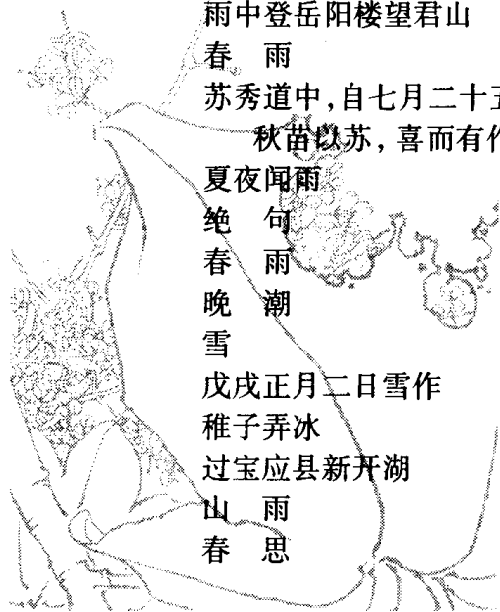 雨中登岳阳楼望君山
春 雨
苏秀道中,自七月二十五
秋苗以苏,喜而有作
夏夜闻雨
绝 句
春 雨
晚 潮
雪
戊戌正月二日雪作
稚子弄冰
过宝应县新开湖
山 雨
春 思